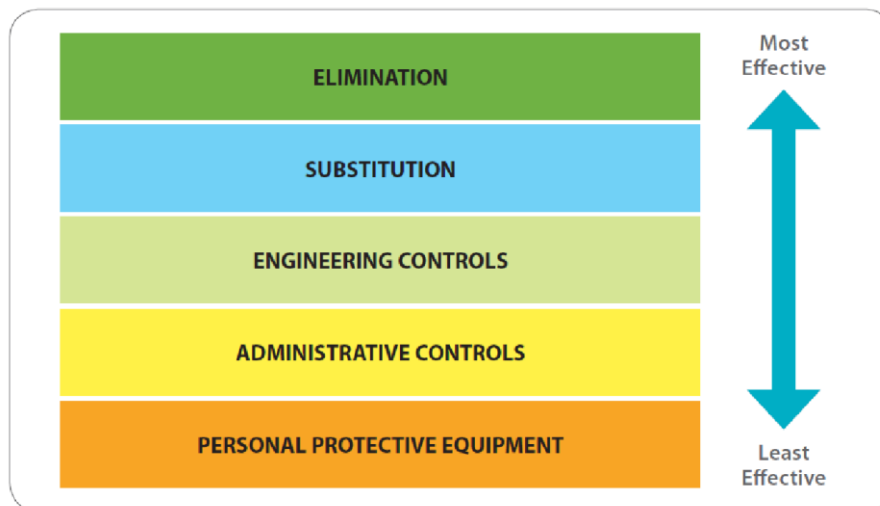 Most
Effective
ELIMINATION
SUBSTITUTION
ENGINEERING CONTROLS
ADMINISTRATIVE CONTROLS
PERSONAL PROTECTIVE EQUIPMENT
Least
Effective